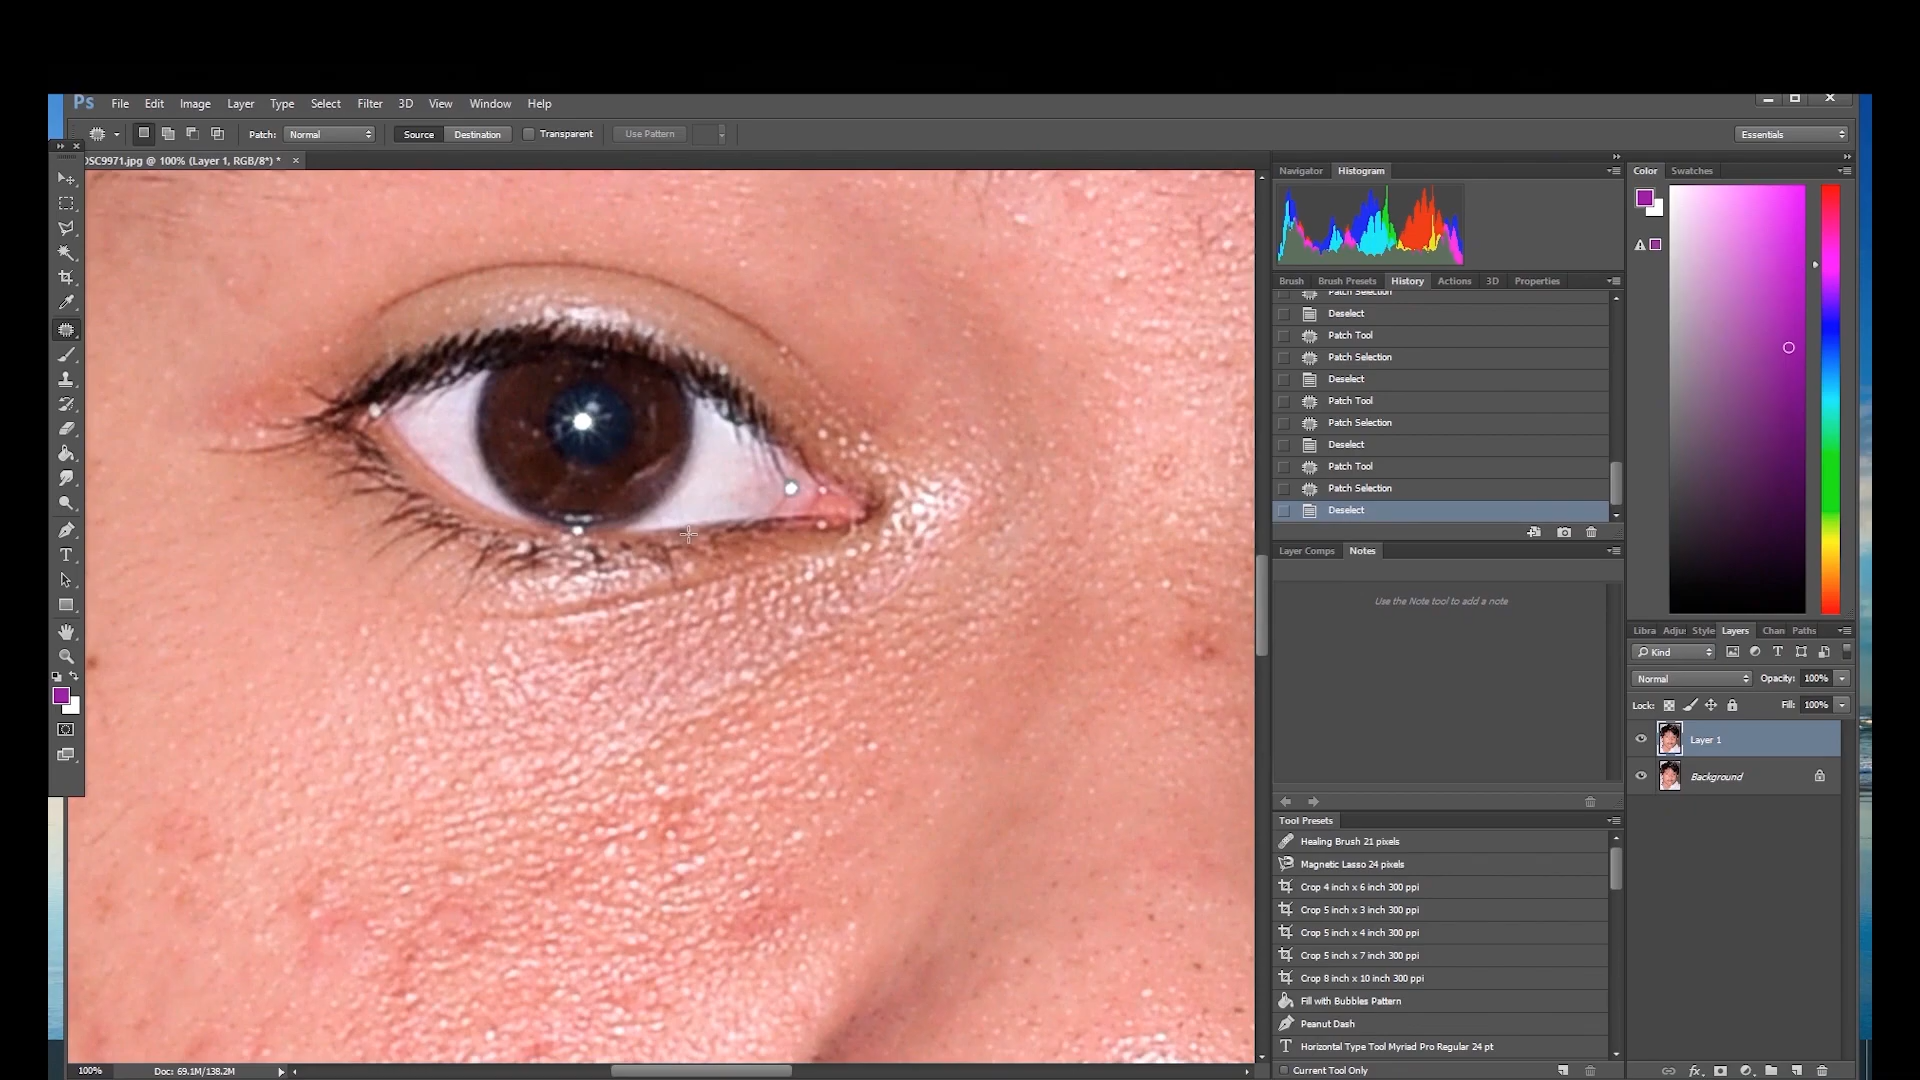 Ps File Edit Image Layer Type Select Filter 3D View Window Help
Patch: Normal Source Destination Transparent Use Pattern Essentials
DSC9971.jpg @ 100% (Layer 1, RGB/8*) *
Navigator Histogram
Color Swatches
Brush Brush Presets History Actions 3D Properties
Patch Selection
Deselect
Patch Tool
Patch Selection
Deselect
Patch Tool
Patch Selection
Deselect
Patch Tool
Patch Selection
Deselect
Layer Comps Notes
Use the Note tool to add a note
Libra Adju Style Layers Chan Paths
Kind
Normal Opacity: 100%
Lock: Fill: 100%
Layer 1
Background
Tool Presets
Healing Brush 21 pixels
Magnetic Lasso 24 pixels
Crop 4 inch x 6 inch 300 ppi
Crop 5 inch x 3 inch 300 ppi
Crop 5 inch x 4 inch 300 ppi
Crop 5 inch x 7 inch 300 ppi
Crop 8 inch x 10 inch 300 ppi
Fill with Bubbles Pattern
Peanut Dash
Horizontal Type Tool Myriad Pro Regular 24 pt
Current Tool Only
100% Doc: 69.1M/138.2M